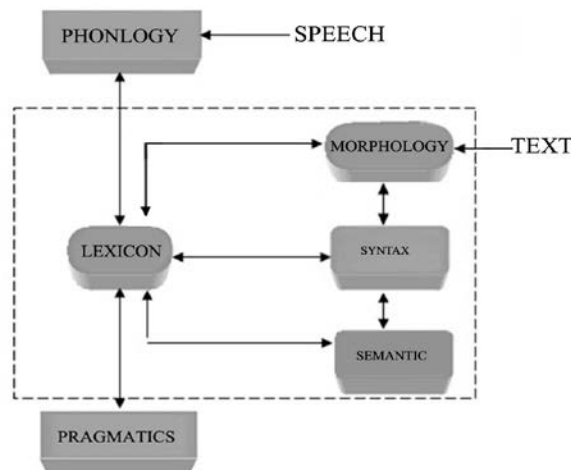 PHONLOGY
SPEECH
MORPHOLOGY
TEXT
LEXICON
SYNTAX
SEMANTIC
PRAGMATICS